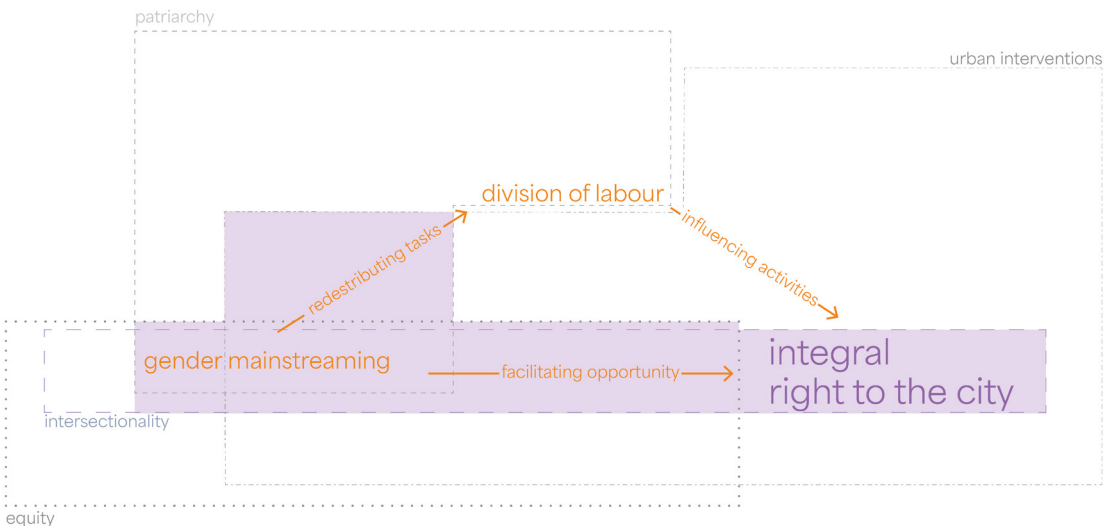 patriarchy
urban interventions
division of labour
redestributing tasks
influencing activities
gender mainstreaming
facilitating opportunity
integral
right to the city
intersectionality
equity